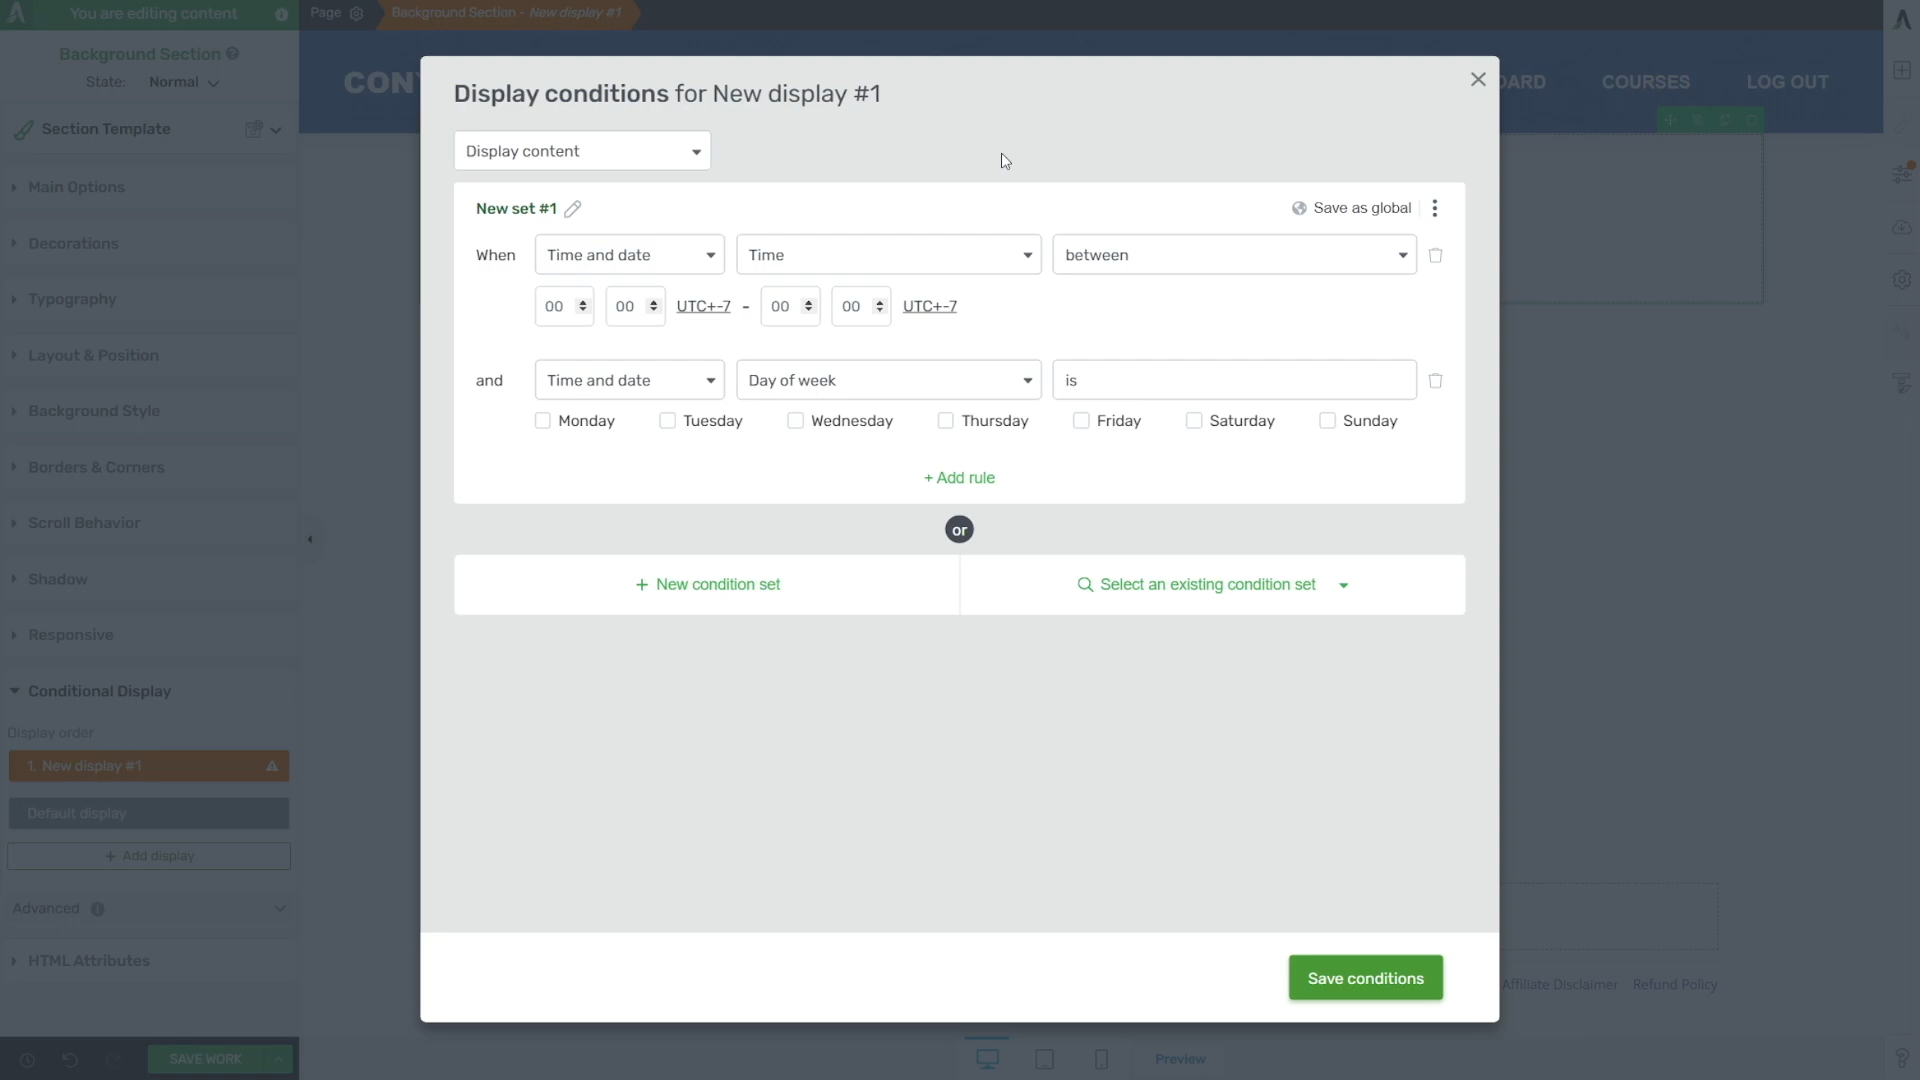 You are editing content
Page
Background Section - New display #1
Background Section
State: Normal
Section Template
Main Options
Decorations
Typography
Layout & Position
Background Style
Borders & Corners
Scroll Behavior
Shadow
Responsive
Conditional Display
Display order
1. New display #1
Default display
+ Add display
Advanced
HTML Attributes
SAVE WORK
COURSES
LOG OUT
Display conditions for New display #1
Display content
New set #1
Save as global
When Time and date Time between
00 00 UTC+-7 - 00 00 UTC+-7
and Time and date Day of week is
Monday Tuesday Wednesday Thursday Friday Saturday Sunday
+ Add rule
or
+ New condition set
Select an existing condition set
Save conditions
Affiliate Disclaimer Refund Policy
Preview